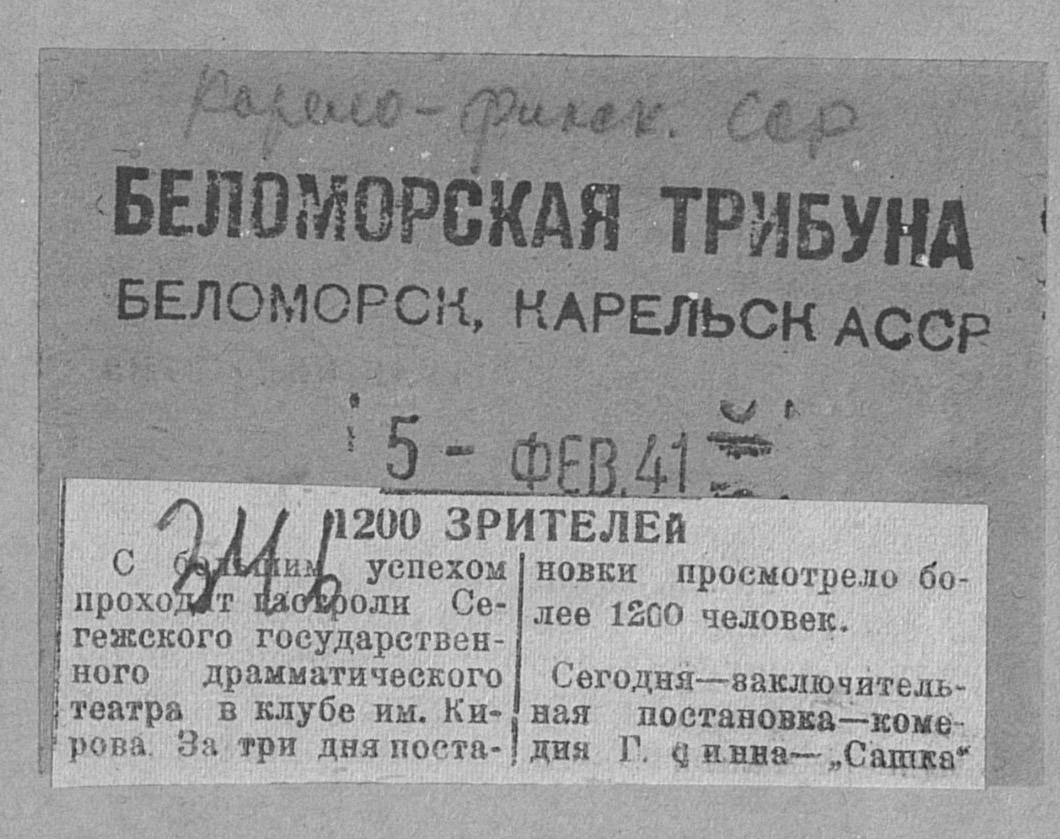 Карело-Финск. ССР
БЕЛОМОРСКАЯ ТРИБУНА
БЕЛОМОРСК, КАРЕЛЬСК АССР
5 - ФЕВ. 41
1200 ЗРИТЕЛЕЙ
С большим успехом
проходят гастроли Се-
гежского государствен-
ного драмматического
театра в клубе им. Ки-
рова. За три дня поста-
новки просмотрело бо-
лее 1200 человек.
Сегодня—заключитель-
ная постановка—коме-
дия Г. —„Сашка“